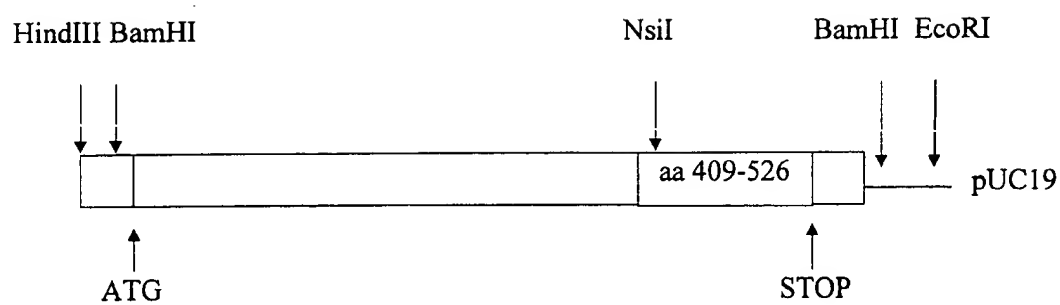 HindIII BamHI NsiI BamHI EcoRI
aa 409-526
pUC19
ATG STOP